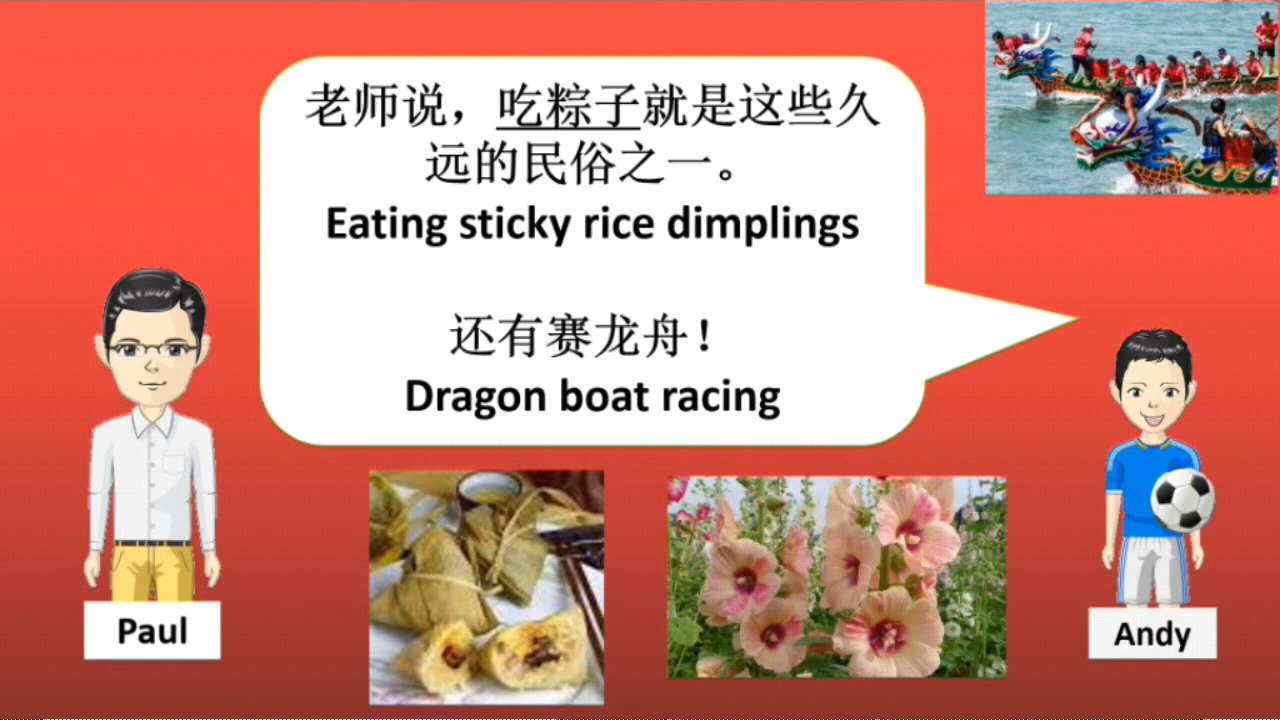 老师说，吃粽子就是这些久
远的民俗之一。
Eating sticky rice dimplings
还有赛龙舟！
Dragon boat racing
Paul
Andy